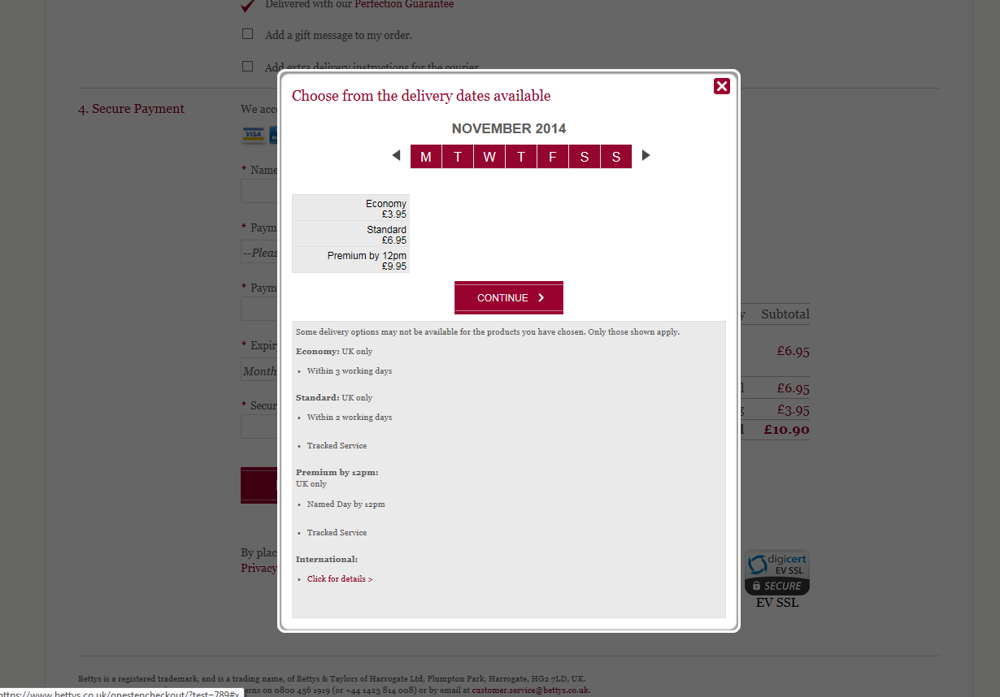 Delivered with our Perfection Guarantee
Add a gift message to my order.
Add extra delivery instructions for the courier
4. Secure Payment
We acc
VISA
* Name
* Paym
--Pleas
* Paym
* Expir
Month
* Secur
By plac
Privacy
Choose from the delivery dates available
NOVEMBER 2014
M T W T F S S
Economy
£3.95
Standard
£6.95
Premium by 12pm
£9.95
CONTINUE
Some delivery options may not be available for the products you have chosen. Only those shown apply.
Economy: UK only
• Within 3 working days
Standard: UK only
• Within 2 working days
• Tracked Service
Premium by 12pm:
UK only
• Named Day by 12pm
• Tracked Service
International:
• Click for details >
y Subtotal
£6.95
l £6.95
g £3.95
l £10.90
digicert
EV SSL
SECURE
EV SSL
Bettys is a registered trademark, and is a trading name, of Bettys & Taylors of Harrogate Ltd, Plumpton Park, Harrogate, HG2 7LD, UK.
erns on 0800 456 1919 (or +44 1423 814 008) or by email at customer.service@bettys.co.uk.
https://www.bettys.co.uk/onestepcheckout/?test=789#x